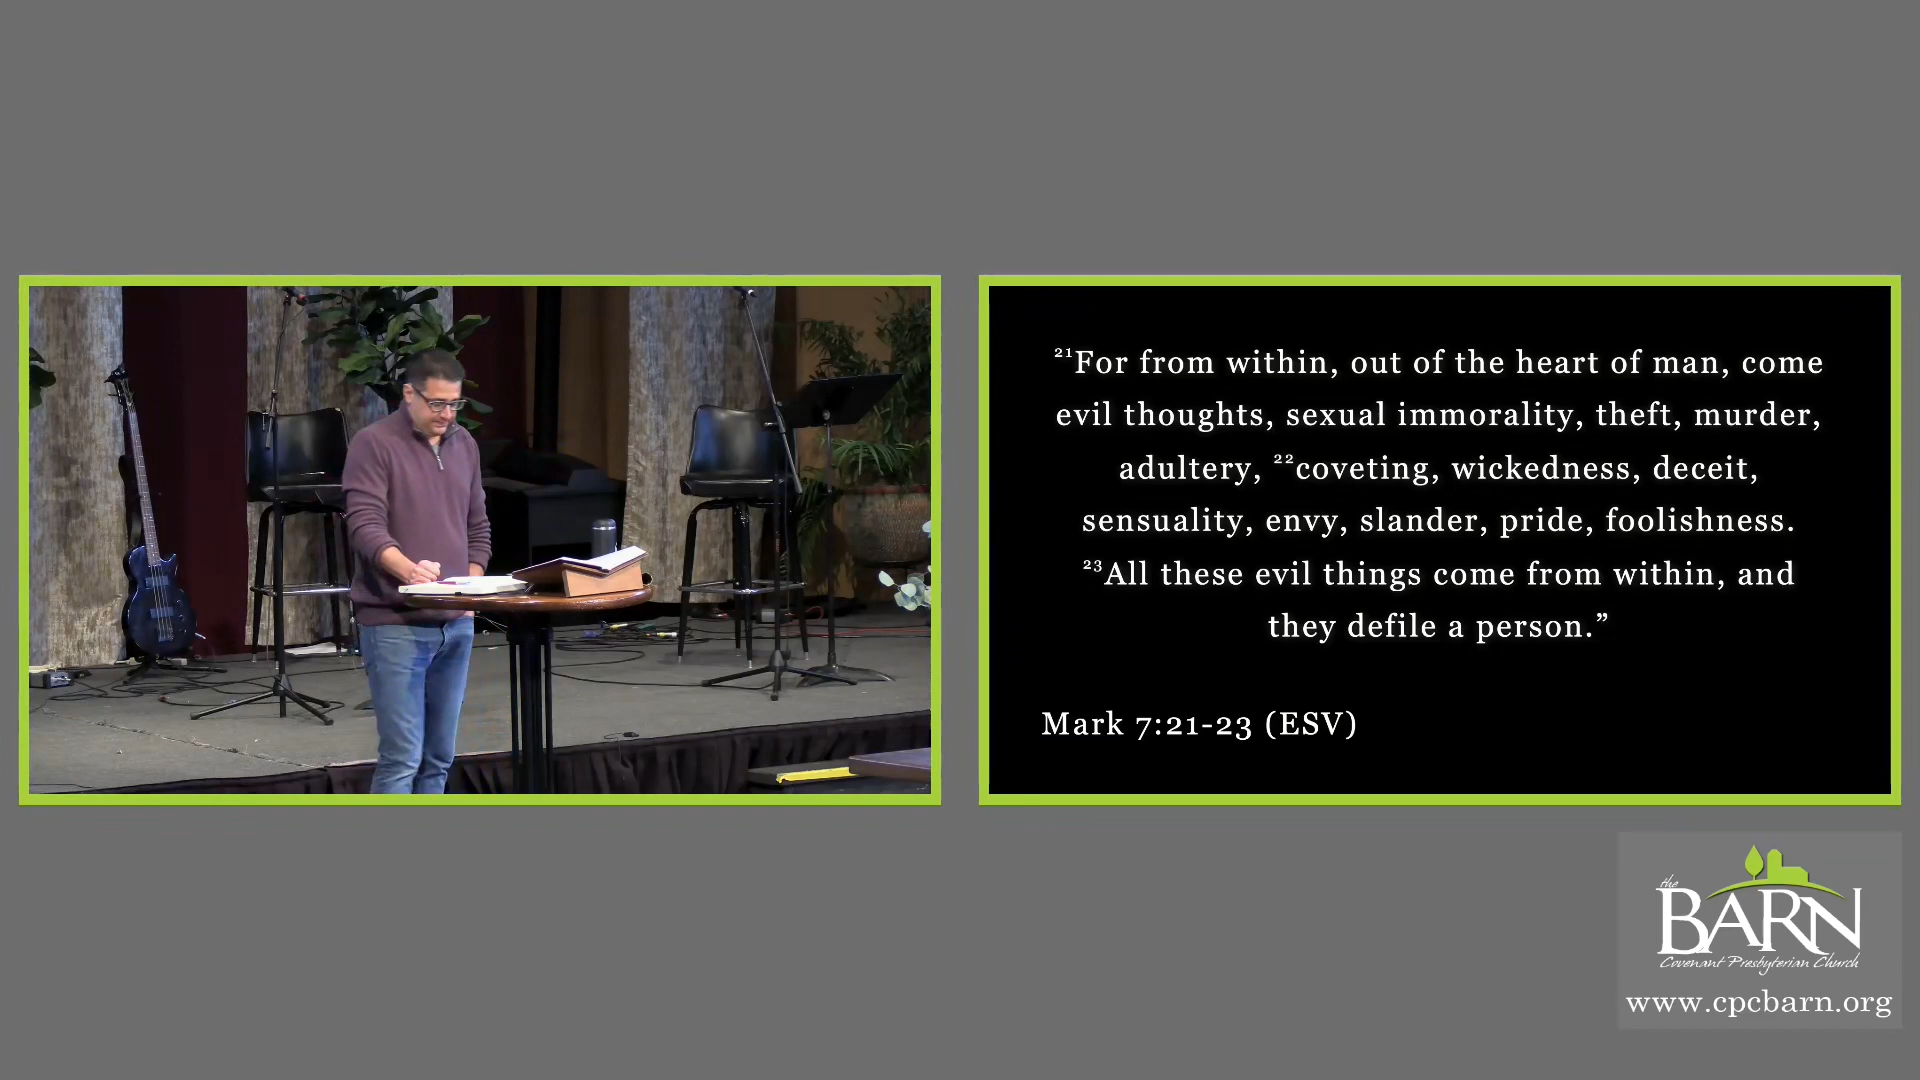 ²¹For from within, out of the heart of man, come
evil thoughts, sexual immorality, theft, murder,
adultery, ²²coveting, wickedness, deceit,
sensuality, envy, slander, pride, foolishness.
²³All these evil things come from within, and
they defile a person.”
Mark 7:21-23 (ESV)
the
BARN
Covenant Presbyterian Church
www.cpcbarn.org